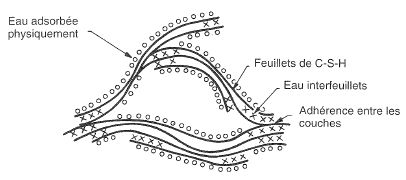 Eau adsorbée
physiquement
Feuillets de C-S-H
Eau interfeuillets
Adhérence entre les
couches